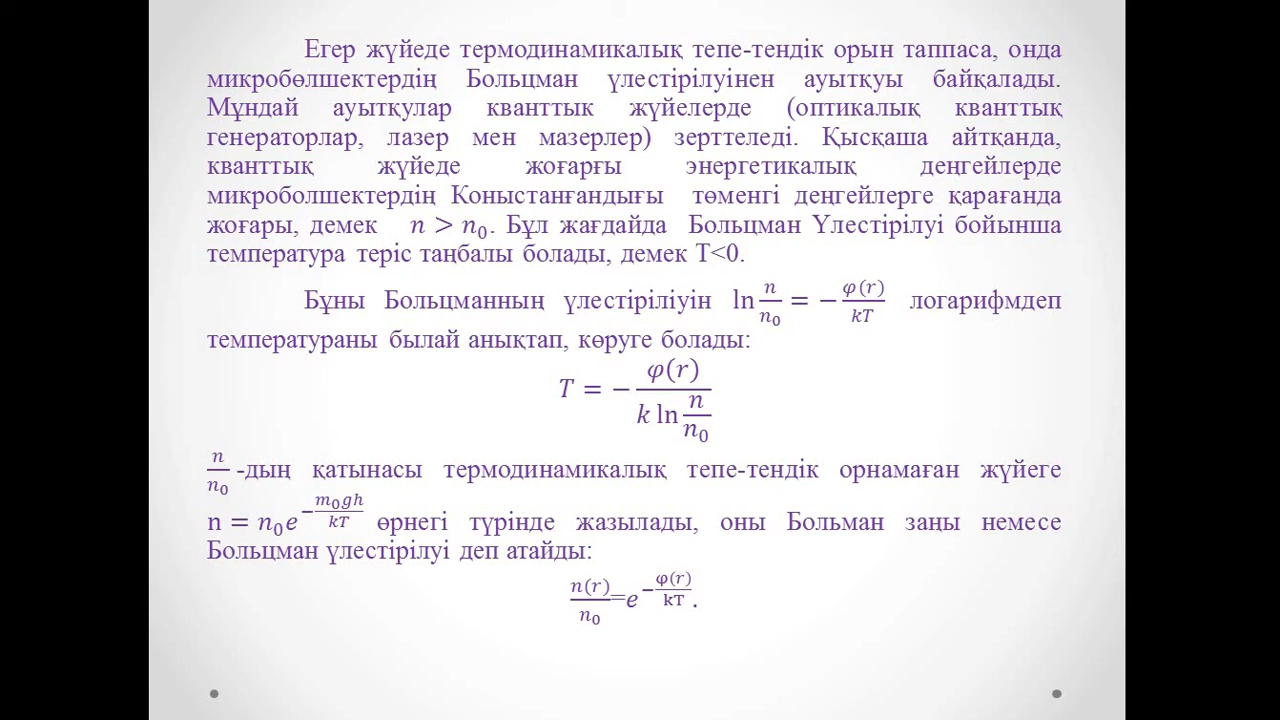 Егер жүйеде термодинамикалық тепе-тендік орын таппаса, онда
микробөлшектердің Больцман үлестірілуінен ауытқуы байқалады.
Мұндай ауытқулар кванттык жүйелерде (оптикалық кванттық
генераторлар, лазер мен мазерлер) зерттеледі. Қысқаша айтқанда,
кванттық жүйеде жоғарғы энергетикалық деңгейлерде
микроболшектердің Коныстанғандығы төменгі деңгейлерге қарағанда
жоғары, демек n > n₀. Бұл жағдайда Больцман Үлестірілуі бойынша
температура теріс таңбалы болады, демек T<0.
Бұны Больцманның үлестіріліуін ln n/n₀ = − φ(r)/kT логарифмдеп
температураны былай анықтап, көруге болады:
T = − φ(r) / (k ln n/n₀)
n/n₀ -дың қатынасы термодинамикалық тепе-тендік орнамаған жүйеге
n = n₀e^(−m₀gh/kT) өрнегі түрінде жазылады, оны Больман заңы немесе
Больцман үлестірілуі деп атайды:
n(r)/n₀=e^(−φ(r)/kT).